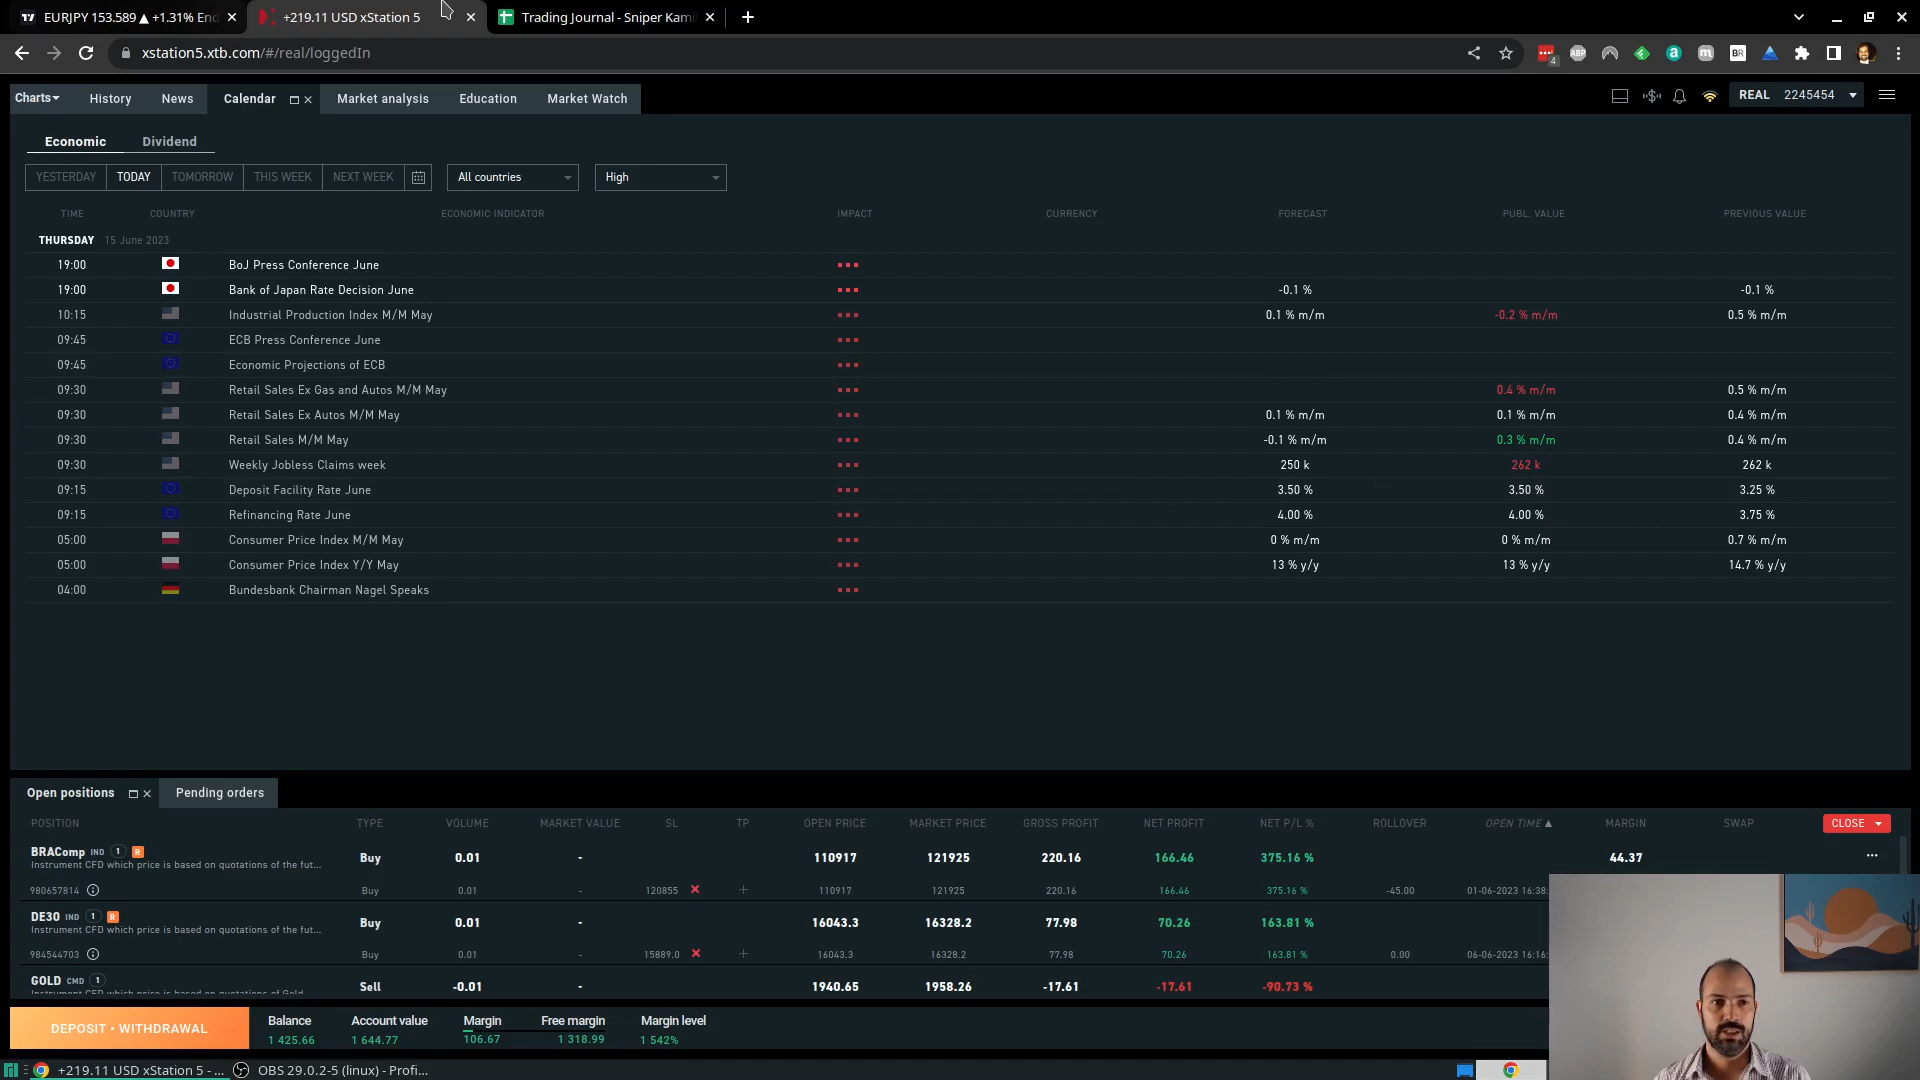 EURJPY 153.589 ▲ +1.31% End
+219.11 USD xStation 5
Trading Journal - Sniper Kami
xstation5.xtb.com/#/real/loggedIn
4
ABP
a
m
BR
Charts
History
News
Calendar
Market analysis
Education
Market Watch
REAL 2245454
Economic
Dividend
YESTERDAY
TODAY
TOMORROW
THIS WEEK
NEXT WEEK
All countries
High
TIME COUNTRY ECONOMIC INDICATOR IMPACT CURRENCY FORECAST PUBL. VALUE PREVIOUS VALUE
THURSDAY 15 June 2023
19:00 BoJ Press Conference June
19:00 Bank of Japan Rate Decision June -0.1 % -0.1 %
10:15 Industrial Production Index M/M May 0.1 % m/m -0.2 % m/m 0.5 % m/m
09:45 ECB Press Conference June
09:45 Economic Projections of ECB
09:30 Retail Sales Ex Gas and Autos M/M May 0.4 % m/m 0.5 % m/m
09:30 Retail Sales Ex Autos M/M May 0.1 % m/m 0.1 % m/m 0.4 % m/m
09:30 Retail Sales M/M May -0.1 % m/m 0.3 % m/m 0.4 % m/m
09:30 Weekly Jobless Claims week 250 k 262 k 262 k
09:15 Deposit Facility Rate June 3.50 % 3.50 % 3.25 %
09:15 Refinancing Rate June 4.00 % 4.00 % 3.75 %
05:00 Consumer Price Index M/M May 0 % m/m 0 % m/m 0.7 % m/m
05:00 Consumer Price Index Y/Y May 13 % y/y 13 % y/y 14.7 % y/y
04:00 Bundesbank Chairman Nagel Speaks
Open positions
Pending orders
POSITION TYPE VOLUME MARKET VALUE SL TP OPEN PRICE MARKET PRICE GROSS PROFIT NET PROFIT NET P/L % ROLLOVER OPEN TIME ▲ MARGIN SWAP CLOSE
BRAComp IND 1 R Buy 0.01 - 110917 121925 220.16 166.46 375.16 % 44.37 ...
Instrument CFD which price is based on quotations of the fut...
980657814 Buy 0.01 - 120855 110917 121925 220.16 166.46 375.16 % -45.00 01-06-2023 16:38:
DE30 IND 1 R Buy 0.01 - 16043.3 16328.2 77.98 70.26 163.81 %
Instrument CFD which price is based on quotations of the fut...
984544703 Buy 0.01 - 15889.0 16043.3 16328.2 77.98 70.26 163.81 % 0.00 06-06-2023 16:16:
GOLD CMD 1 Sell -0.01 - 1940.65 1958.26 -17.61 -17.61 -90.73 %
Instrument CFD which price is based on quotations of Gold
DEPOSIT • WITHDRAWAL
Balance Account value Margin Free margin Margin level
1 425.66 1 644.77 106.67 1 318.99 1 542%
+219.11 USD xStation 5 - ...
OBS 29.0.2-5 (linux) - Profi...